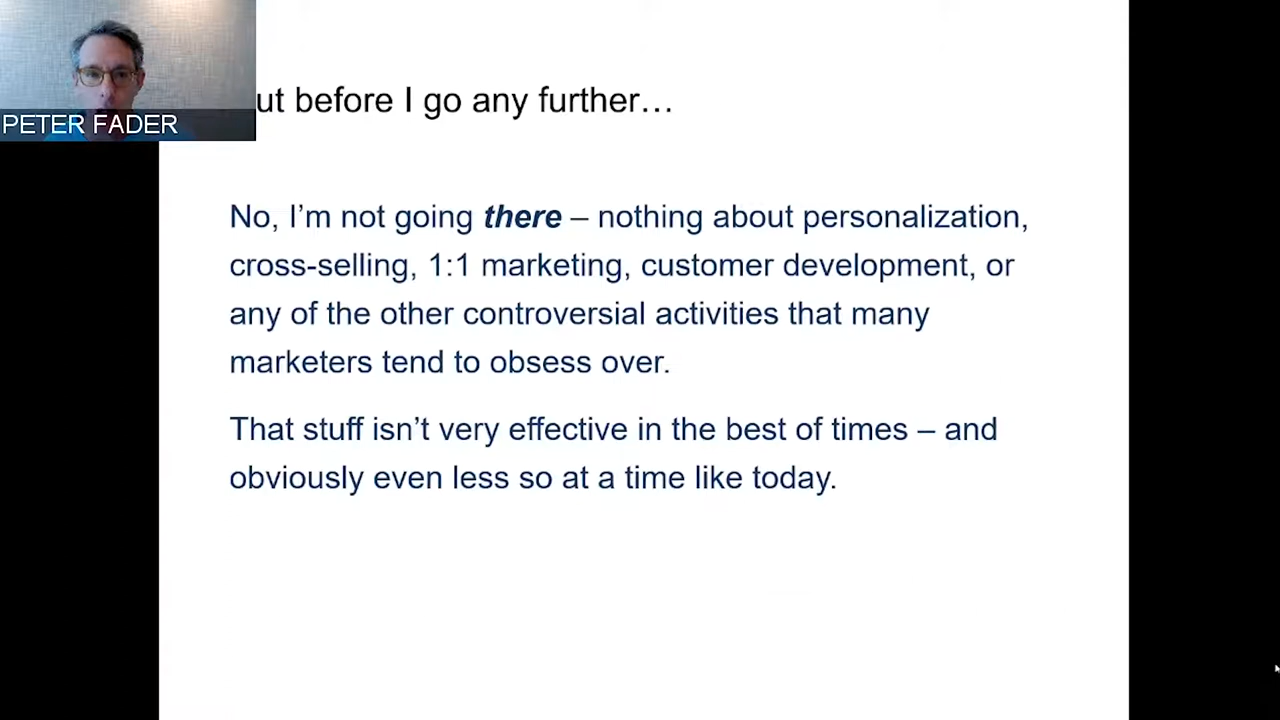 PETER FADER
ut before I go any further…
No, I’m not going there – nothing about personalization,
cross-selling, 1:1 marketing, customer development, or
any of the other controversial activities that many
marketers tend to obsess over.
That stuff isn’t very effective in the best of times – and
obviously even less so at a time like today.